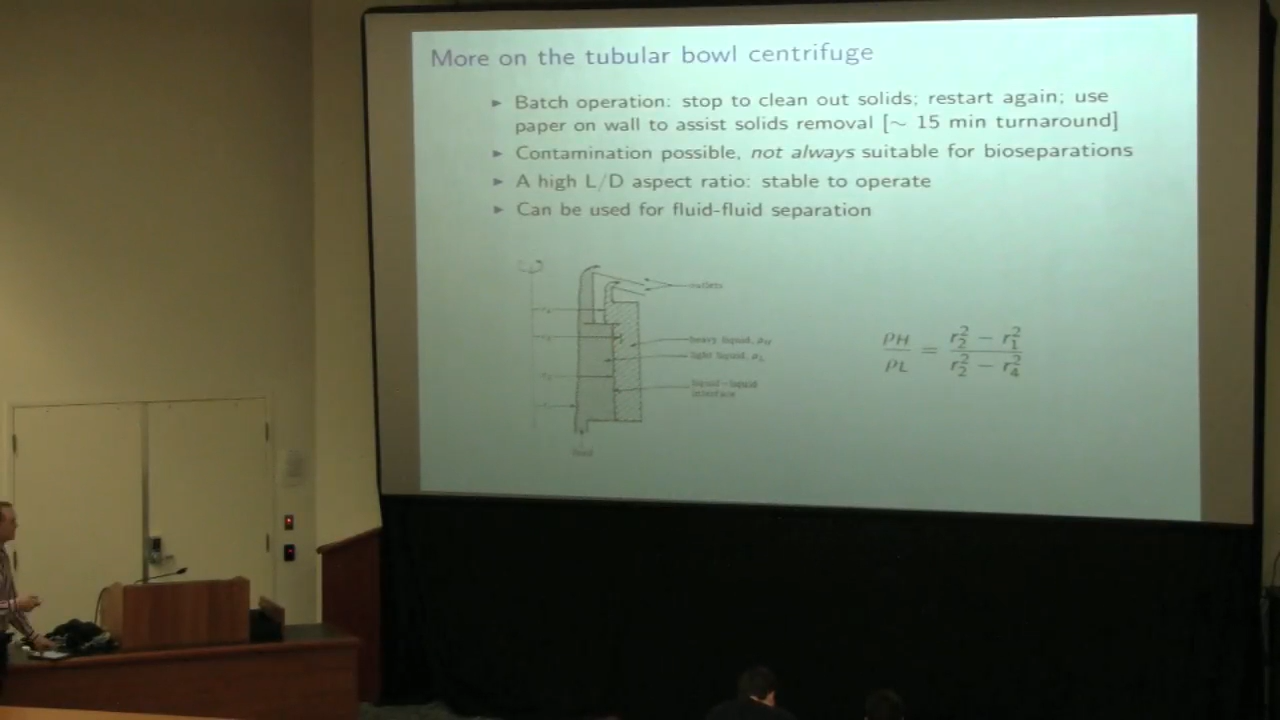 More on the tubular bowl centrifuge
▶ Batch operation: stop to clean out solids; restart again; use
paper on wall to assist solids removal [∼ 15 min turnaround]
▶ Contamination possible, not always suitable for bioseparations
▶ A high L/D aspect ratio: stable to operate
▶ Can be used for fluid-fluid separation
outlets
heavy liquid, ρH
light liquid, ρL
liquid-liquid
interface
feed
ρH / ρL = (r₂² − r₁²) / (r₂² − r₄²)